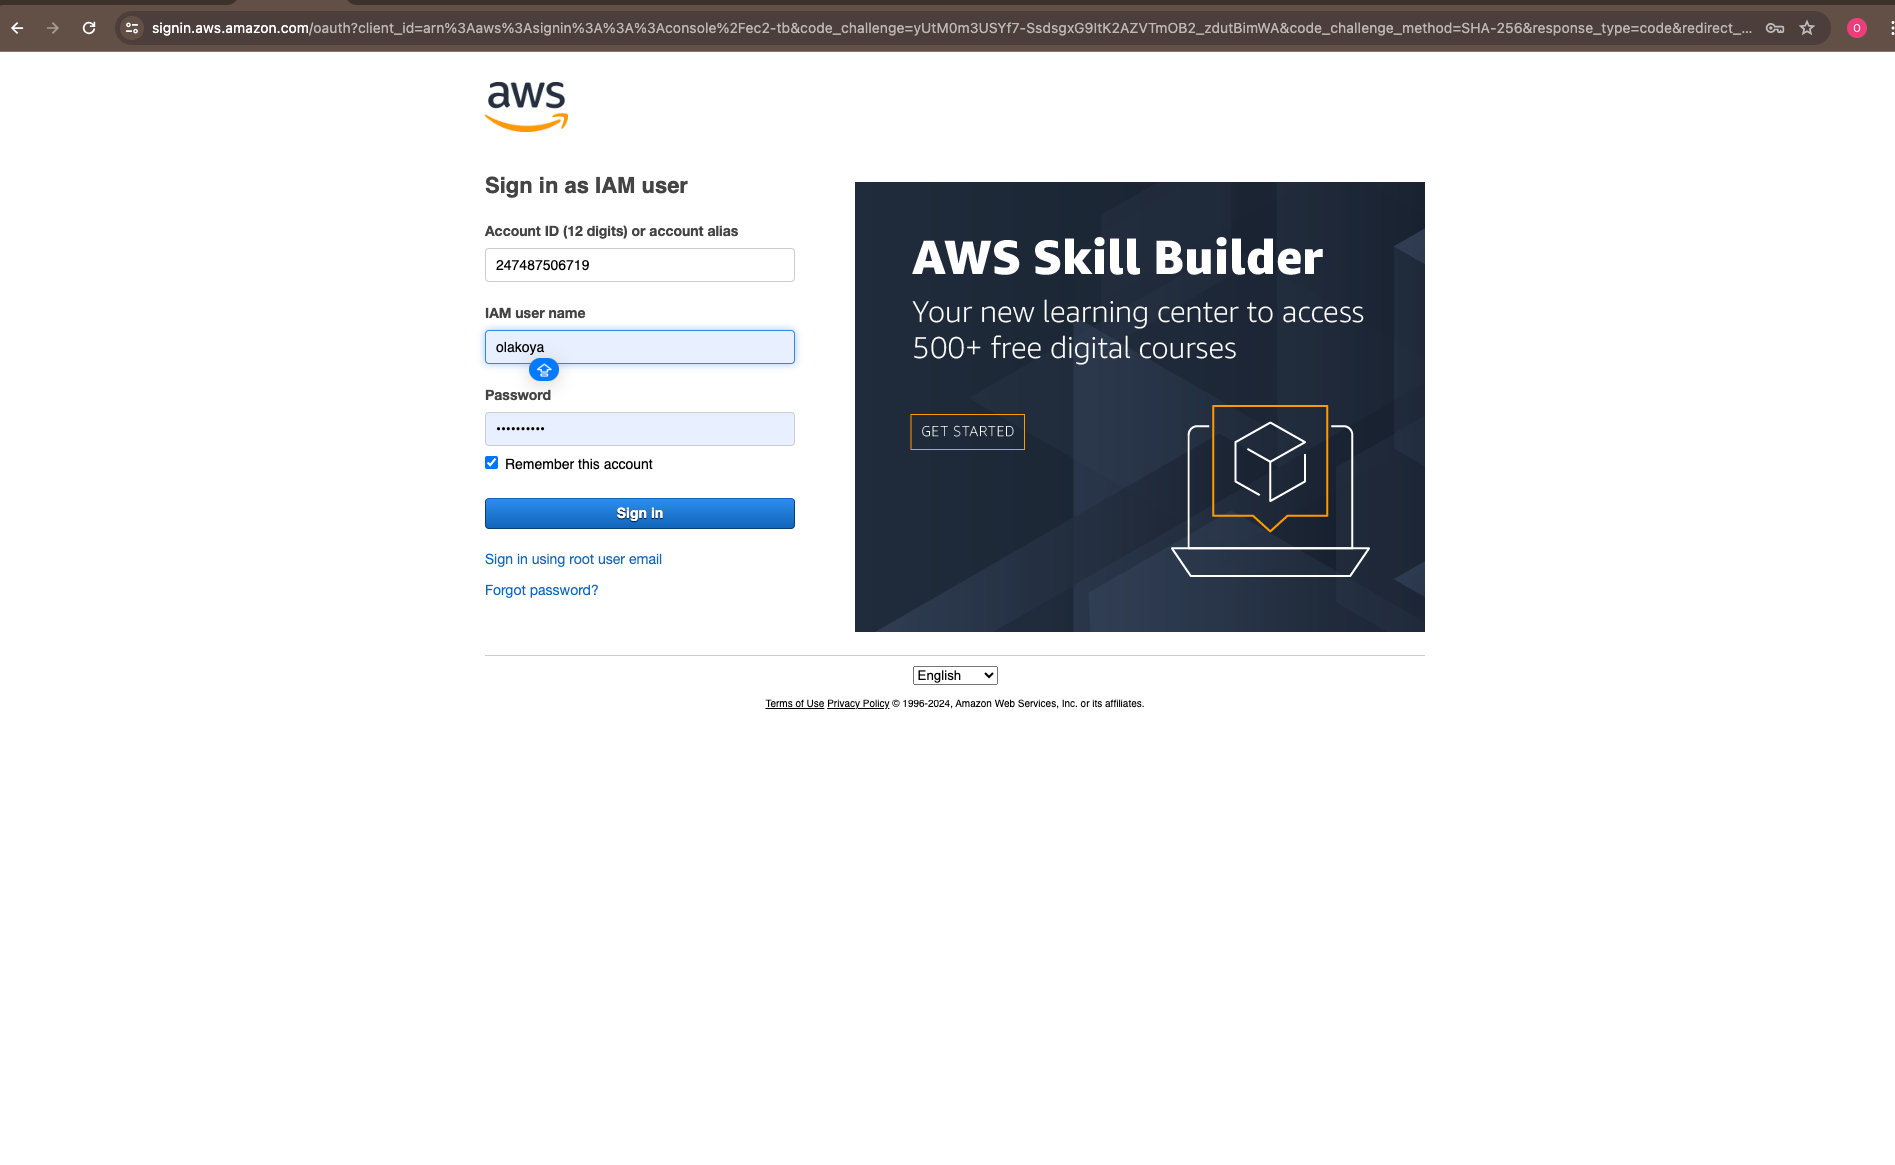 signin.aws.amazon.com/oauth?client_id=arn%3Aaws%3Asignin%3A%3A%3Aconsole%2Fec2-tb&code_challenge=yUtM0m3USYf7-SsdsgxG9ItK2AZVTmOB2_zdutBimWA&code_challenge_method=SHA-256&response_type=code&redirect_...
O
aws
Sign in as IAM user
Account ID (12 digits) or account alias
247487506719
IAM user name
olakoya
Password
••••••••••
Remember this account
Sign in
Sign in using root user email
Forgot password?
AWS Skill Builder
Your new learning center to access
500+ free digital courses
GET STARTED
English
Terms of Use Privacy Policy © 1996-2024, Amazon Web Services, Inc. or its affiliates.